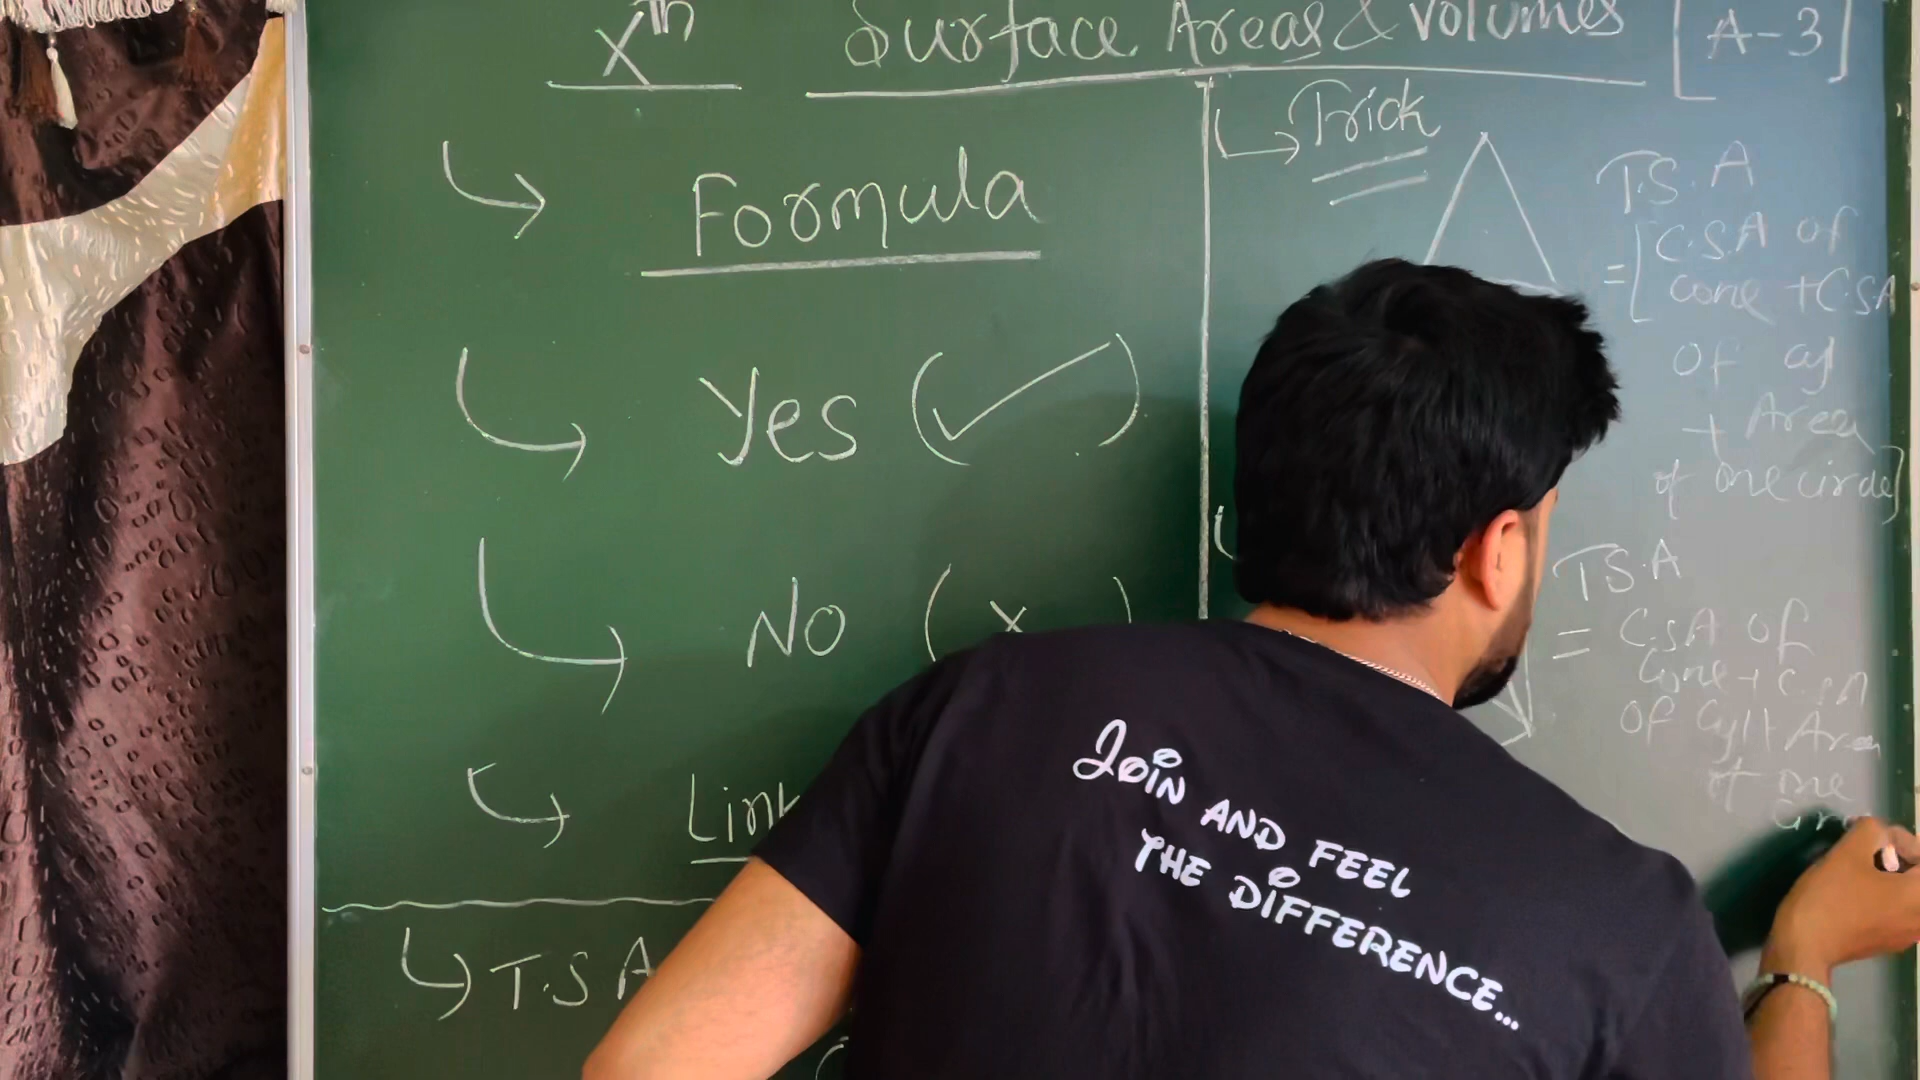 Xth Surface Areas & Volumes [A-3]
Formula
Yes (✓)
NO (x
Link
T.S A
Trick
T.S.A
=[C.S.A of
cone + C.S.A
of cyl
+ Area
of one circle]
T.S.A
= C.S.A of
Cone + C.S.A
of Cyl + Area
of one
Join AND FEEL
THE DIFFERENCE...